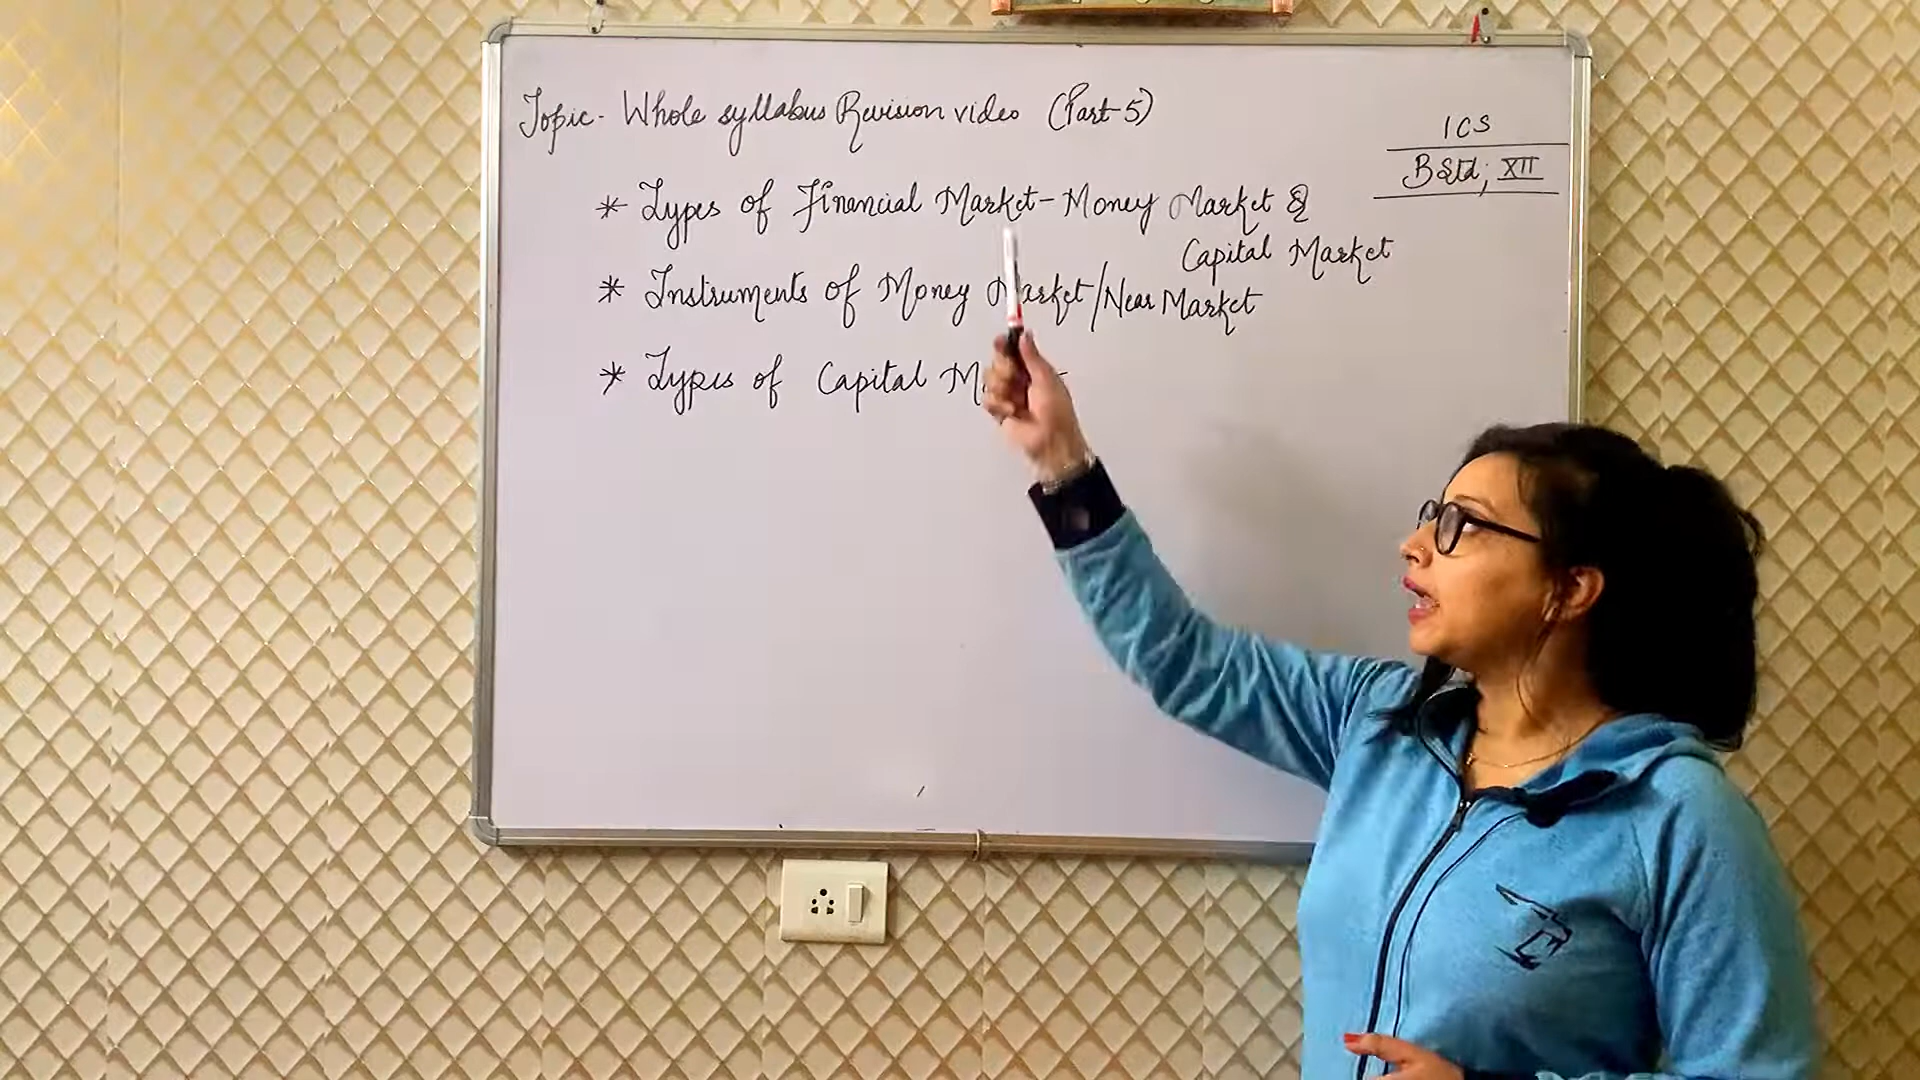 Topic- Whole syllabus Revision video (Part-5)
ICS
BStd; XII
* Types of Financial Market- Money Market &
Capital Market
* Instruments of Money Market/Near Market
* Types of Capital